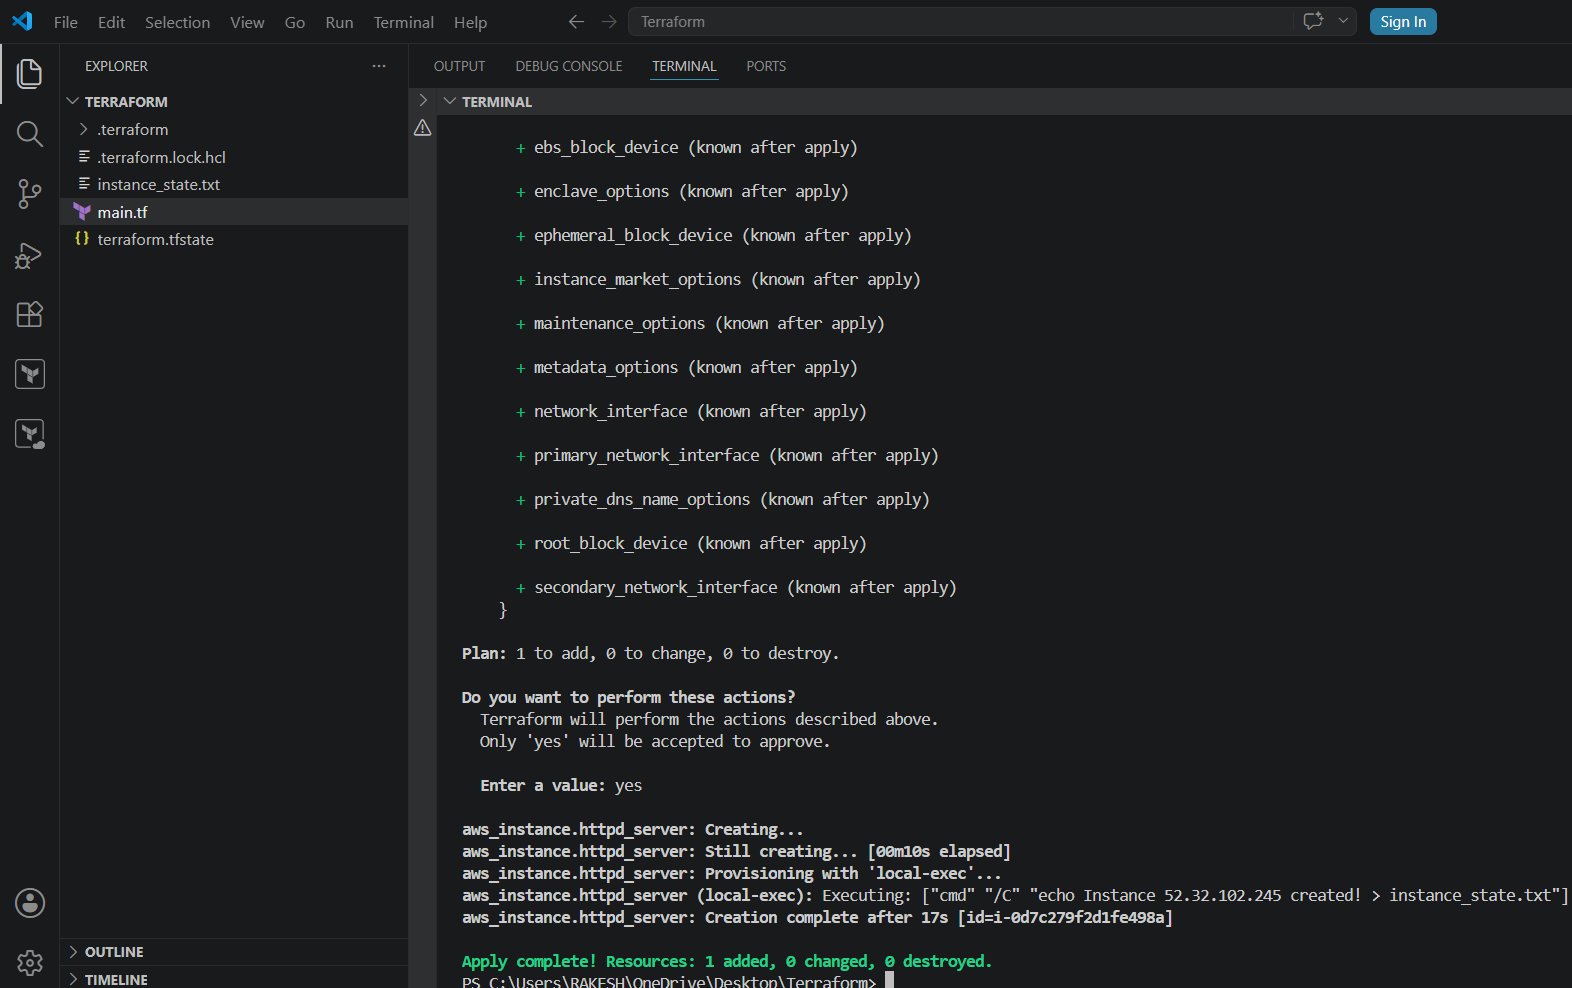 File Edit Selection View Go Run Terminal Help
Terraform
Sign In
EXPLORER
TERRAFORM
.terraform
.terraform.lock.hcl
instance_state.txt
main.tf
{} terraform.tfstate
OUTLINE
TIMELINE
OUTPUT DEBUG CONSOLE TERMINAL PORTS
TERMINAL
+ ebs_block_device (known after apply)
+ enclave_options (known after apply)
+ ephemeral_block_device (known after apply)
+ instance_market_options (known after apply)
+ maintenance_options (known after apply)
+ metadata_options (known after apply)
+ network_interface (known after apply)
+ primary_network_interface (known after apply)
+ private_dns_name_options (known after apply)
+ root_block_device (known after apply)
+ secondary_network_interface (known after apply)
}
Plan: 1 to add, 0 to change, 0 to destroy.
Do you want to perform these actions?
Terraform will perform the actions described above.
Only 'yes' will be accepted to approve.
Enter a value: yes
aws_instance.httpd_server: Creating...
aws_instance.httpd_server: Still creating... [00m10s elapsed]
aws_instance.httpd_server: Provisioning with 'local-exec'...
aws_instance.httpd_server (local-exec): Executing: ["cmd" "/C" "echo Instance 52.32.102.245 created! > instance_state.txt"]
aws_instance.httpd_server: Creation complete after 17s [id=i-0d7c279f2d1fe498a]
Apply complete! Resources: 1 added, 0 changed, 0 destroyed.
PS C:\Users\RAKESH\OneDrive\Desktop\Terraform>